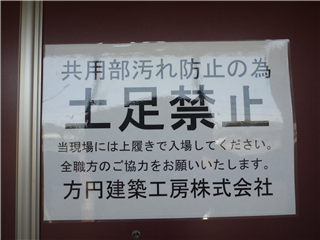 共用部汚れ防止の為
土足禁止
当現場には上履きで入場してください。
全職方のご協力をお願いいたします。
方円建築工房株式会社